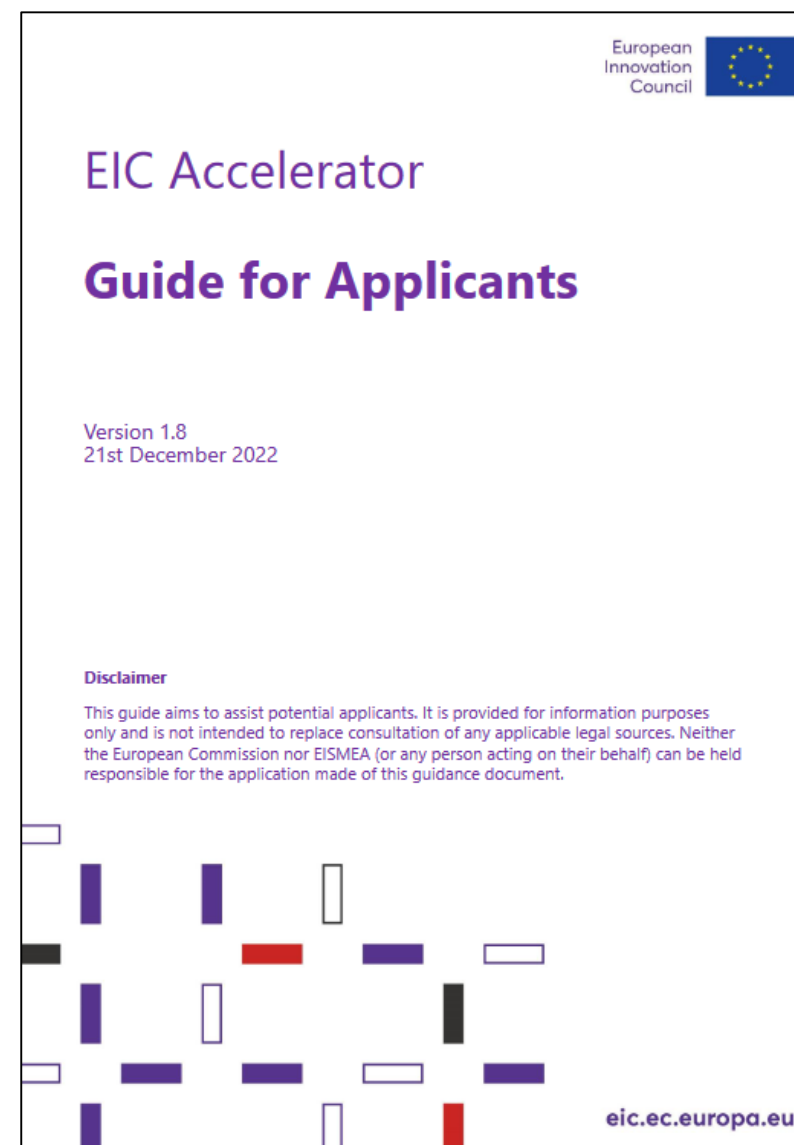 European
Innovation
Council
EIC Accelerator
Guide for Applicants
Version 1.8
21st December 2022
Disclaimer
This guide aims to assist potential applicants. It is provided for information purposes
only and is not intended to replace consultation of any applicable legal sources. Neither
the European Commission nor EISMEA (or any person acting on their behalf) can be held
responsible for the application made of this guidance document.
eic.ec.europa.eu